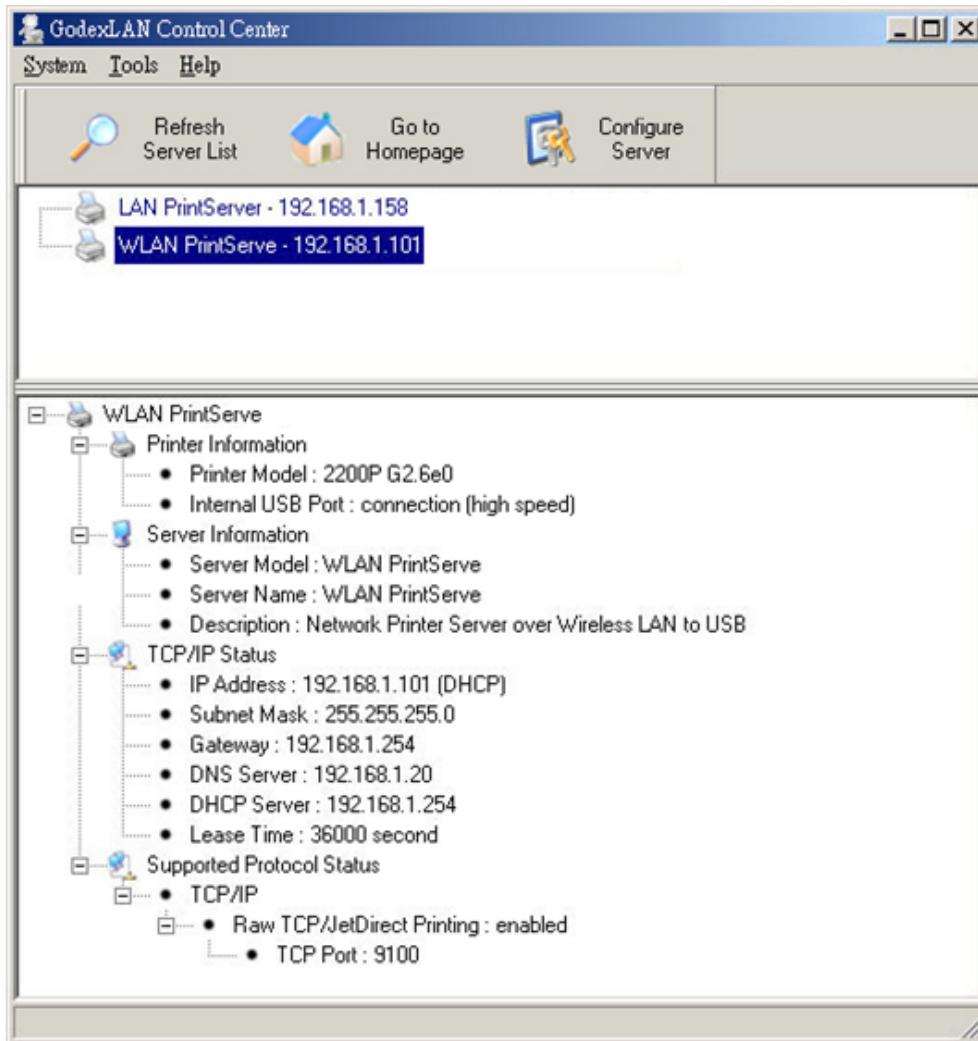 GodexLAN Control Center
System Tools Help
Refresh
Server List
Go to
Homepage
Configure
Server
LAN PrintServer - 192.168.1.158
WLAN PrintServe - 192.168.1.101
WLAN PrintServe
Printer Information
Printer Model : 2200P G2.6e0
Internal USB Port : connection (high speed)
Server Information
Server Model : WLAN PrintServe
Server Name : WLAN PrintServe
Description : Network Printer Server over Wireless LAN to USB
TCP/IP Status
IP Address : 192.168.1.101 (DHCP)
Subnet Mask : 255.255.255.0
Gateway : 192.168.1.254
DNS Server : 192.168.1.20
DHCP Server : 192.168.1.254
Lease Time : 36000 second
Supported Protocol Status
TCP/IP
Raw TCP/JetDirect Printing : enabled
TCP Port : 9100